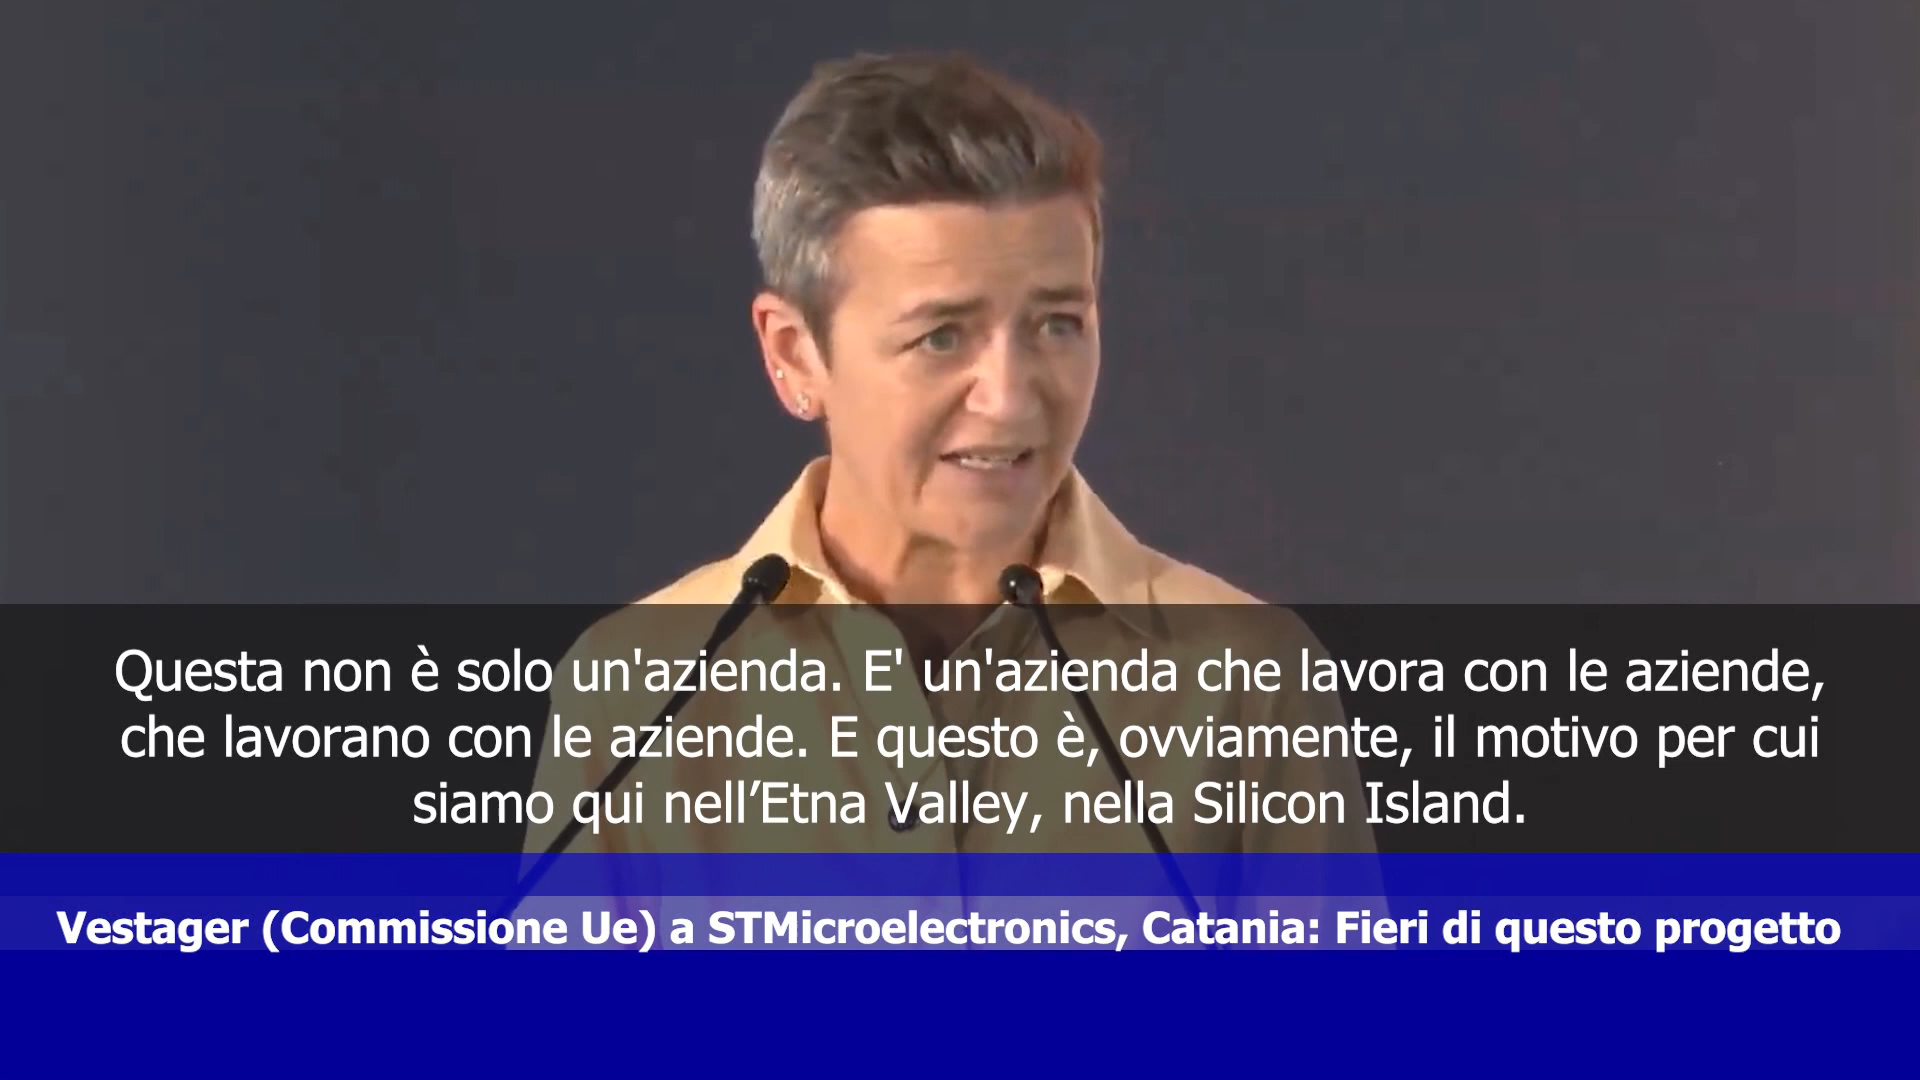 Questa non è solo un'azienda. E' un'azienda che lavora con le aziende,
che lavorano con le aziende. E questo è, ovviamente, il motivo per cui
siamo qui nell’Etna Valley, nella Silicon Island.
Vestager (Commissione Ue) a STMicroelectronics, Catania: Fieri di questo progetto